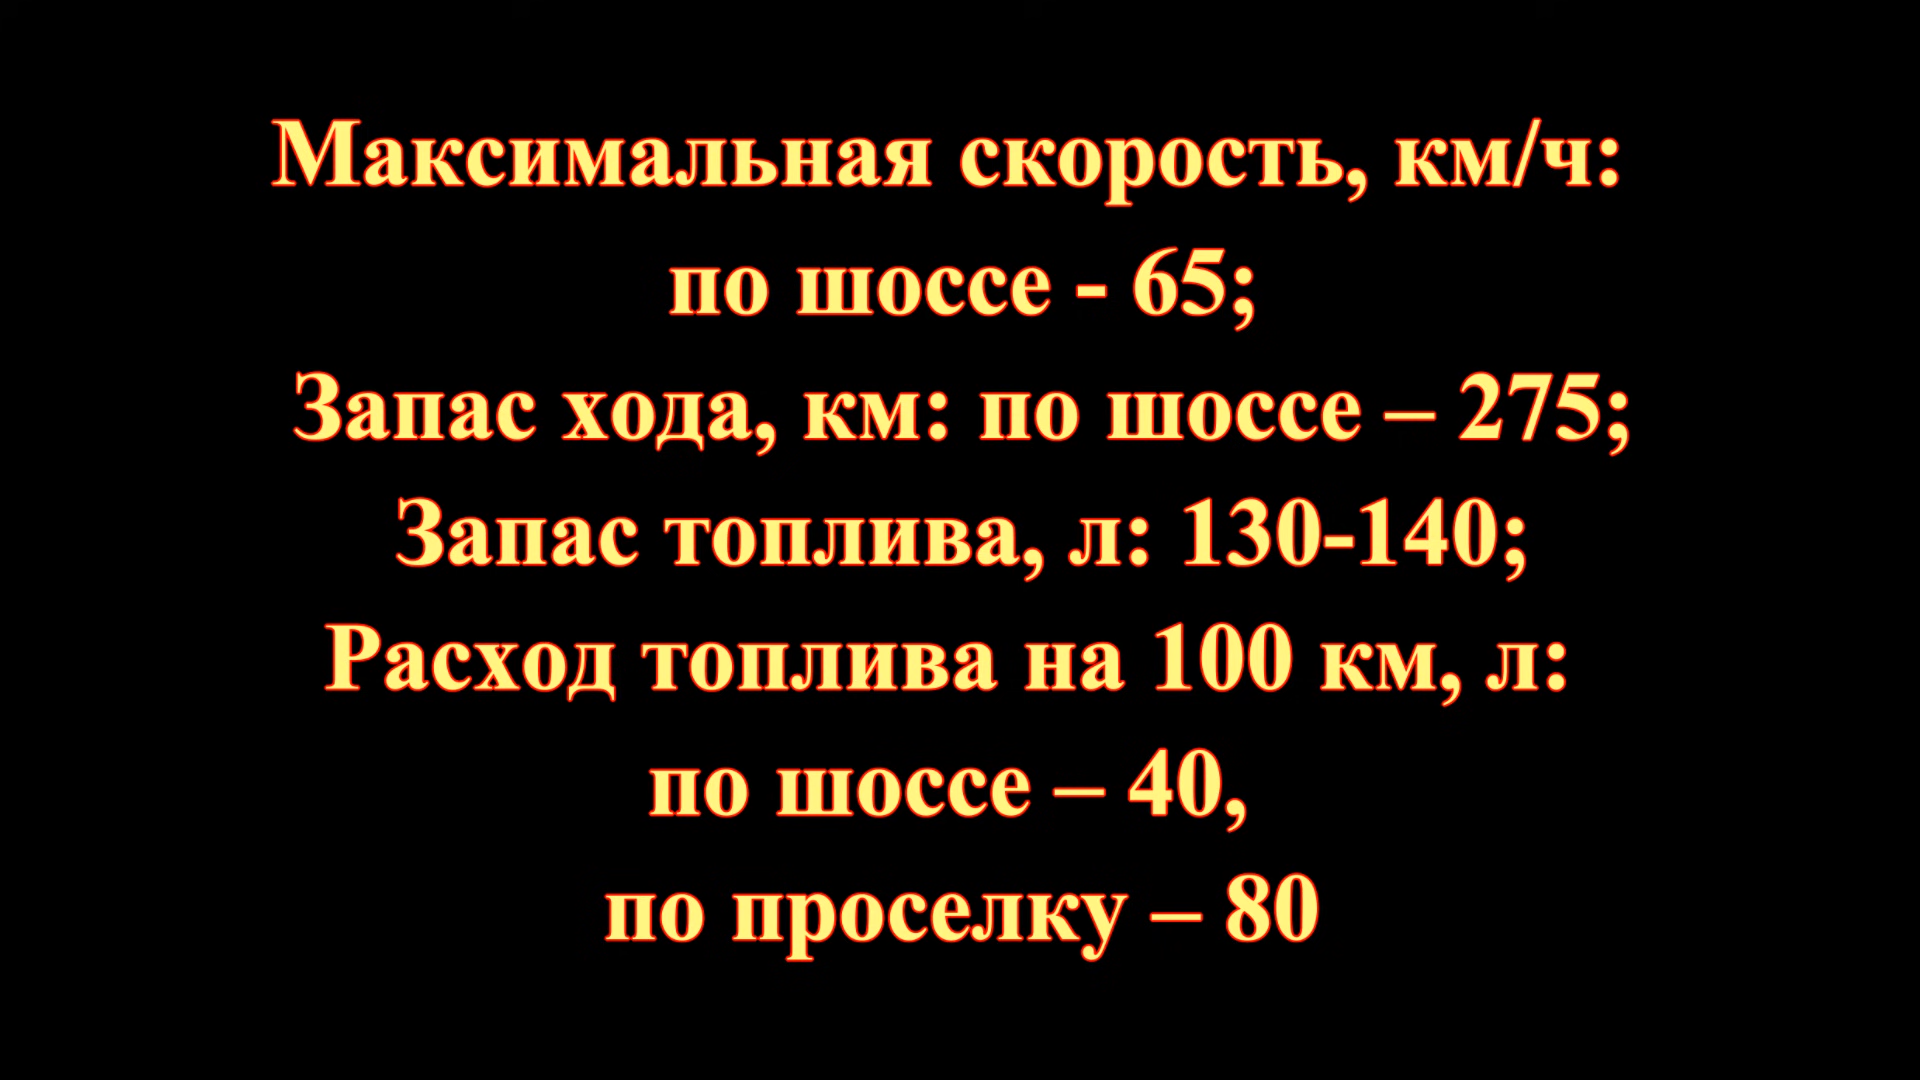 Максимальная скорость, км/ч:
по шоссе - 65;
Запас хода, км: по шоссе – 275;
Запас топлива, л: 130-140;
Расход топлива на 100 км, л:
по шоссе – 40,
по проселку – 80